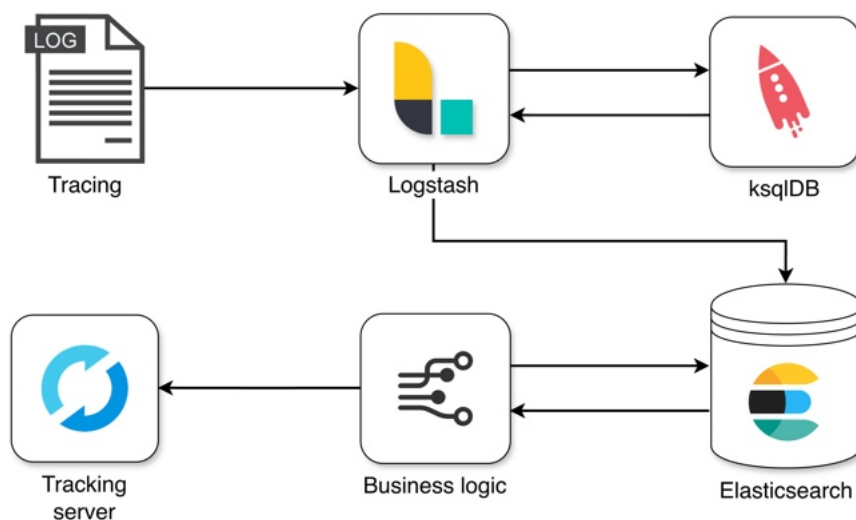 LOG
Tracing
Logstash
ksqlDB
Tracking
server
Business logic
Elasticsearch